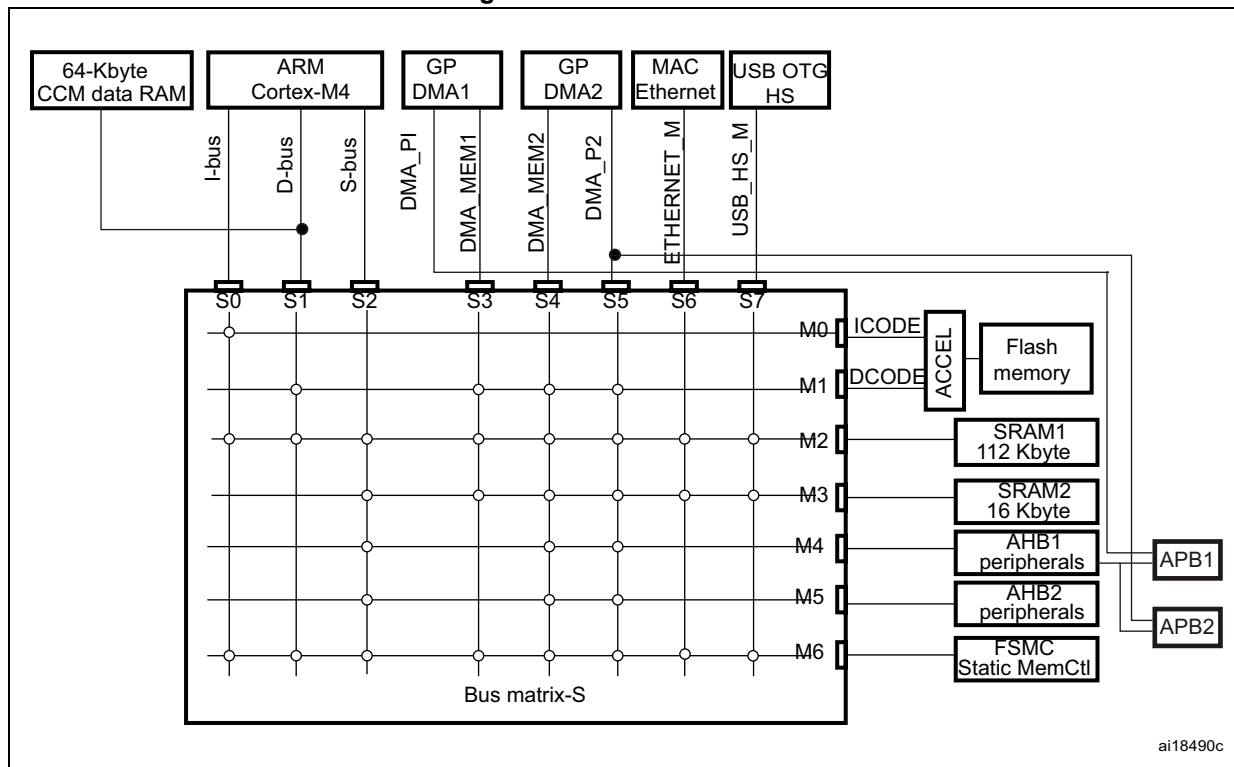 64-Kbyte
CCM data RAM
ARM
Cortex-M4
GP
DMA1
GP
DMA2
MAC
Ethernet
USB OTG
HS
I-bus
D-bus
S-bus
DMA_PI
DMA_MEM1
DMA_MEM2
DMA_P2
ETHERNET_M
USB_HS_M
S0
S1
S2
S3
S4
S5
S6
S7
M0
ICODE
M1
DCODE
ACCEL
Flash
memory
M2
SRAM1
112 Kbyte
M3
SRAM2
16 Kbyte
M4
AHB1
peripherals
APB1
M5
AHB2
peripherals
APB2
M6
FSMC
Static MemCtl
Bus matrix-S
ai18490c